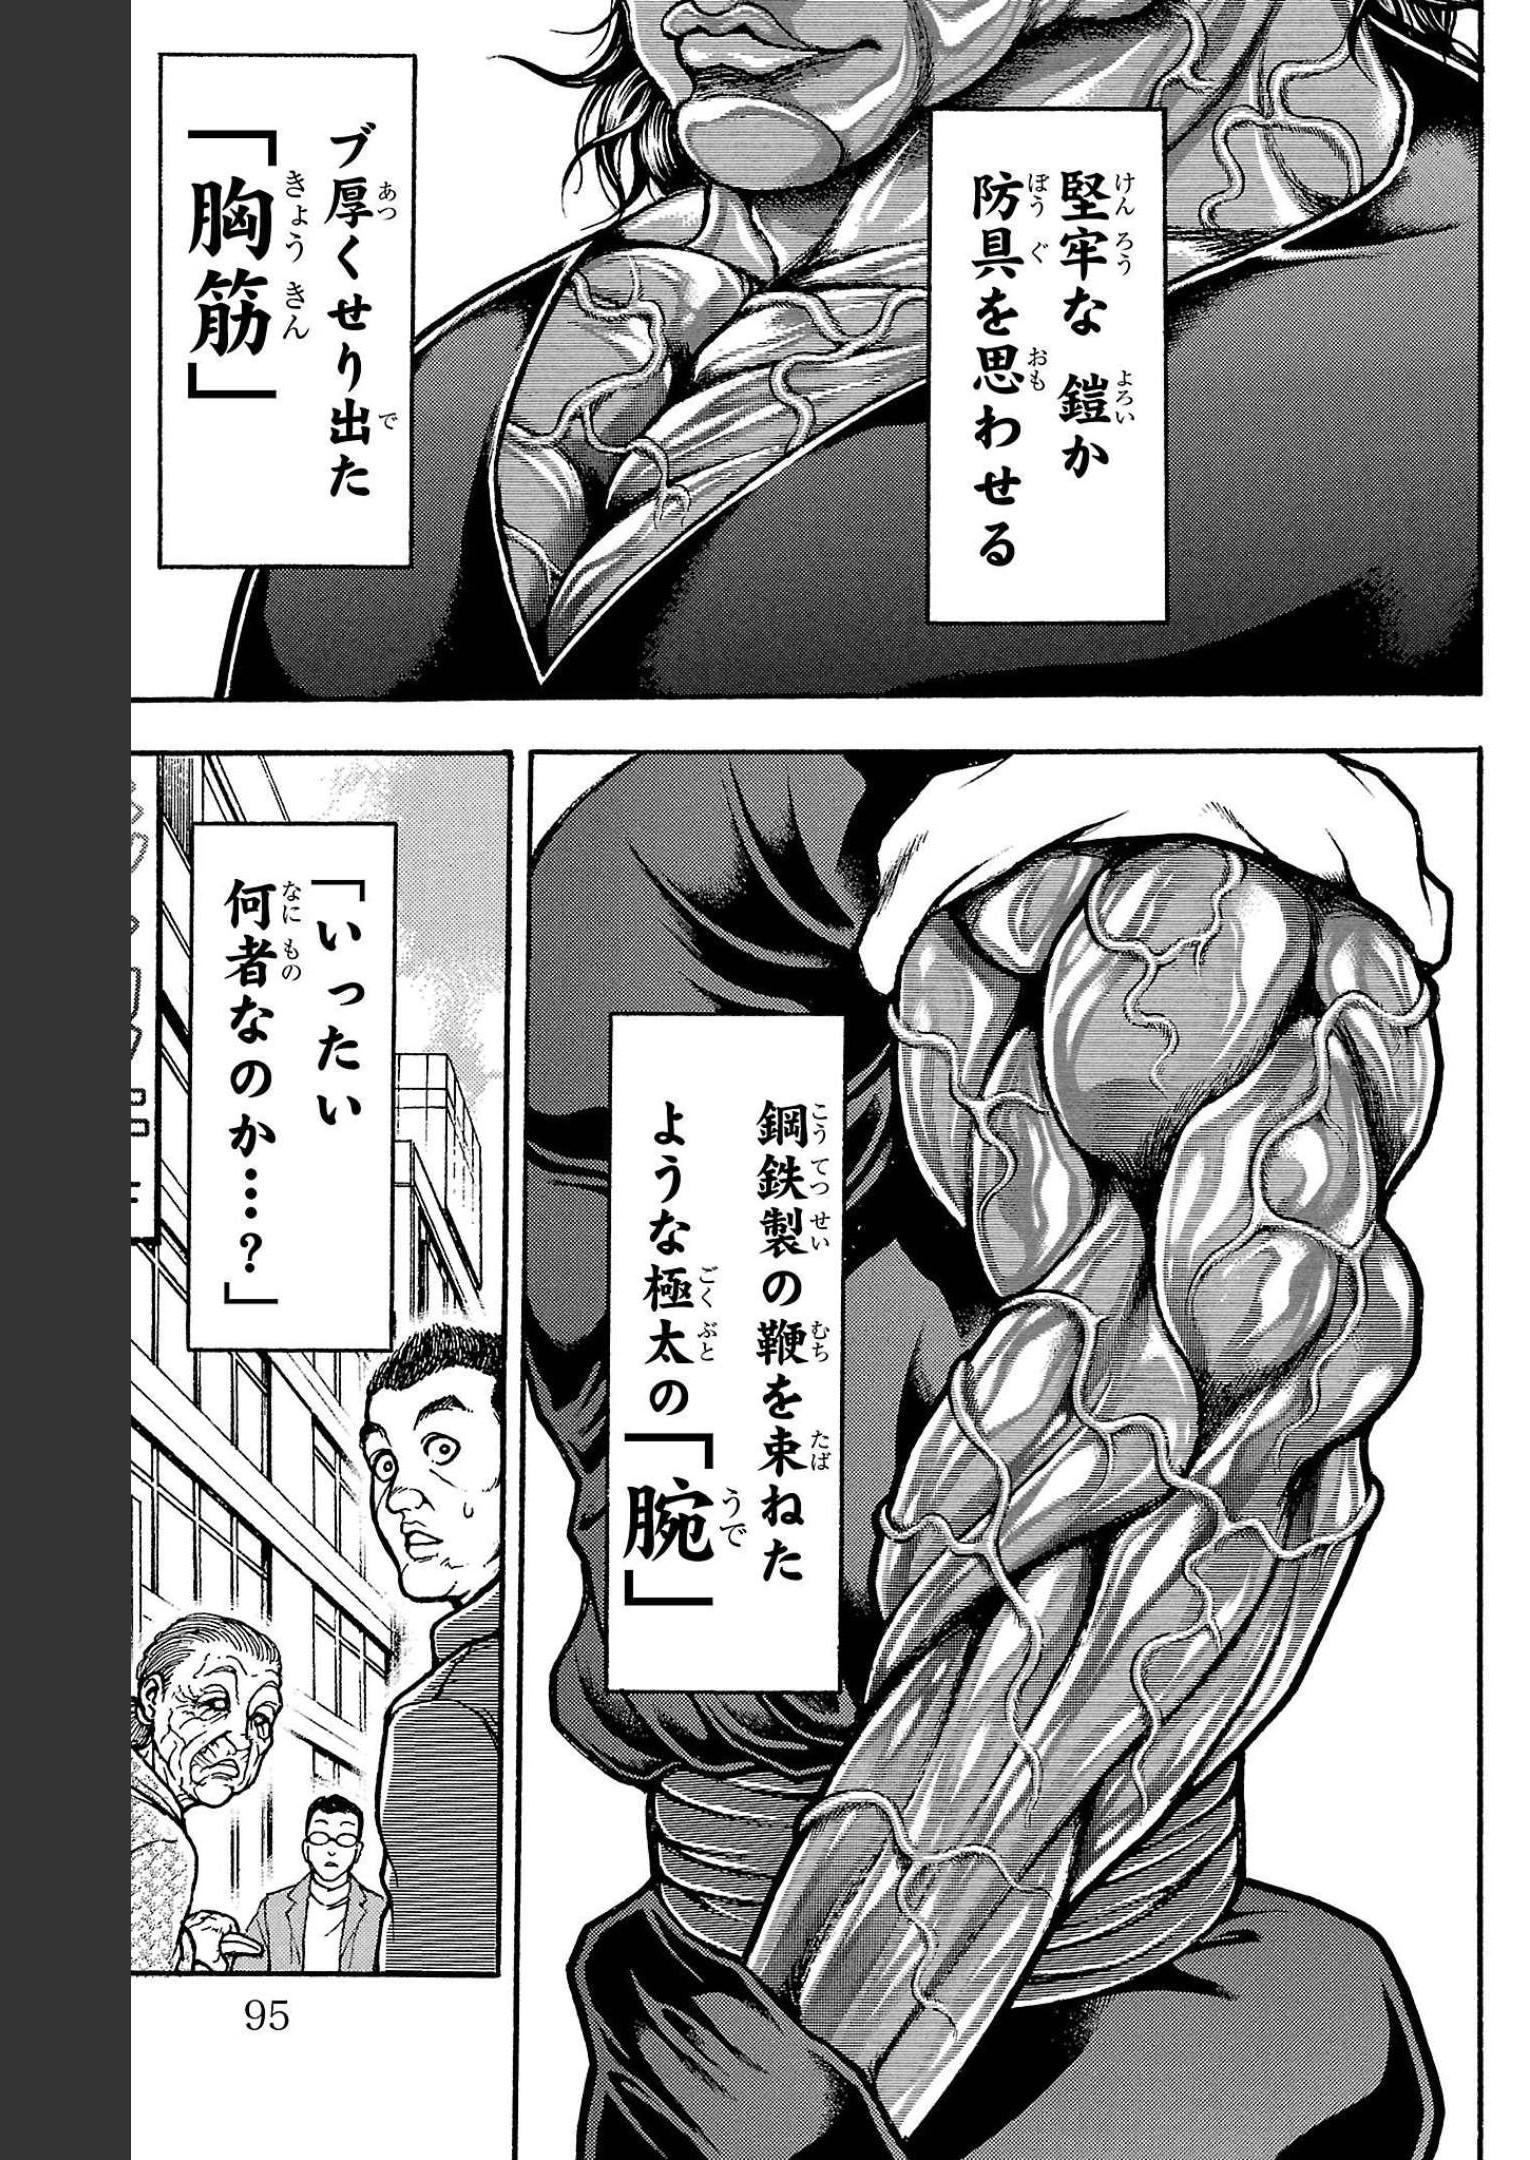 堅牢な 鎧か
防具を思わせる
ブ厚くせり出た
「胸筋」
鋼鉄製の鞭を束ねた
ような極太の「腕」
「いったい
何者なのか…？」
95